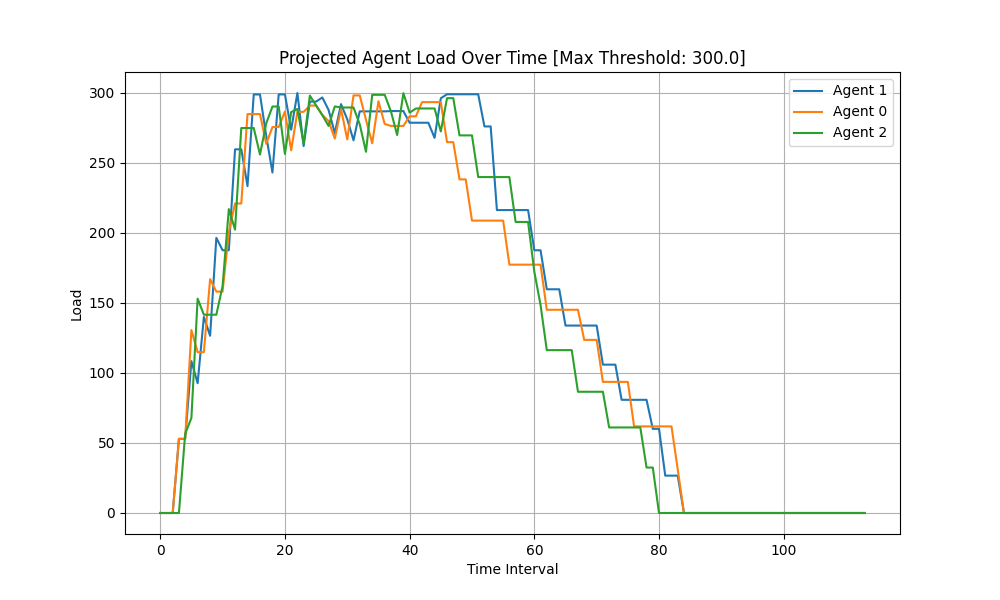 Projected Agent Load Over Time [Max Threshold: 300.0]
Agent 1
Agent 0
Agent 2
300
250
200
150
100
50
0
Load
0 20 40 60 80 100
Time Interval